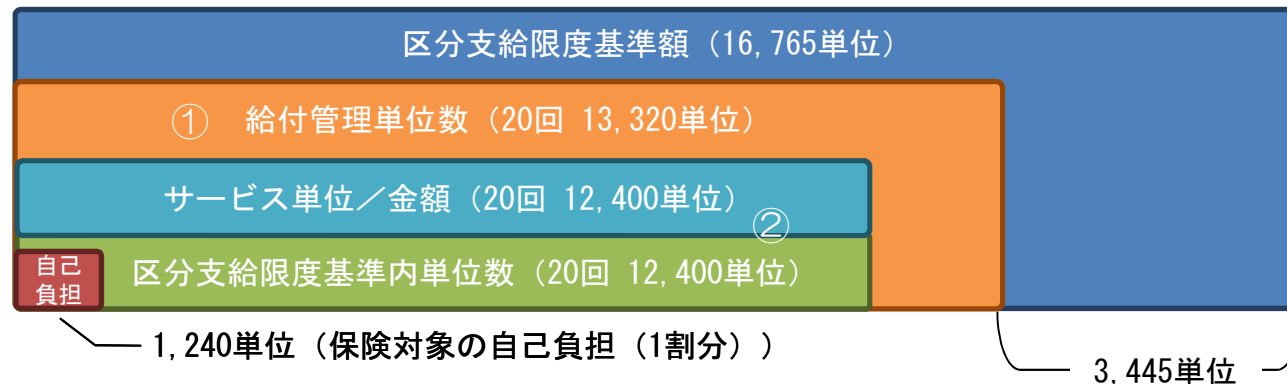 区分支給限度基準額（16,765単位）
① 給付管理単位数（20回 13,320単位）
サービス単位／金額（20回 12,400単位）
②
自己
負担
区分支給限度基準内単位数（20回 12,400単位）
1,240単位（保険対象の自己負担（1割分））
3,445単位